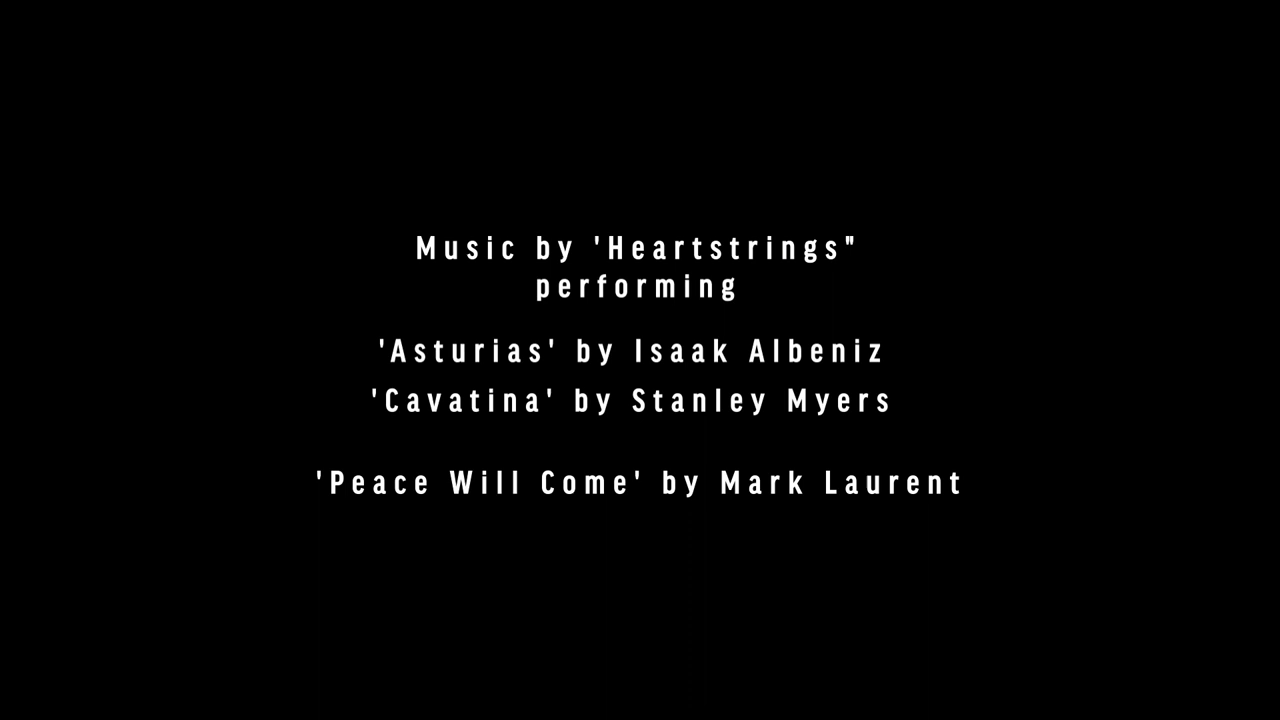 Music by 'Heartstrings"
performing
'Asturias' by Isaak Albeniz
'Cavatina' by Stanley Myers
'Peace Will Come' by Mark Laurent